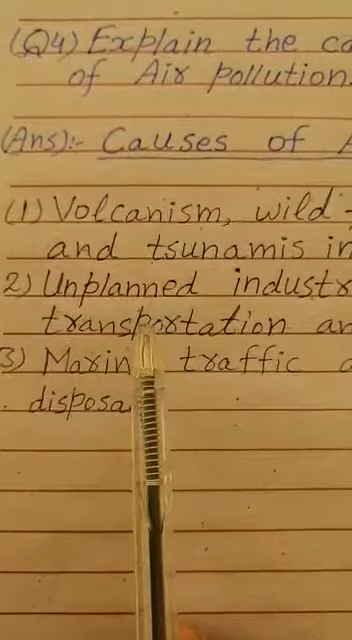 (Q4) Explain the ca
of Air pollution.
(Ans):- Causes of A
(1) Volcanism, wild -
and tsunamis in
2) Unplanned industr
transportation an
3) Marin traffic
disposa